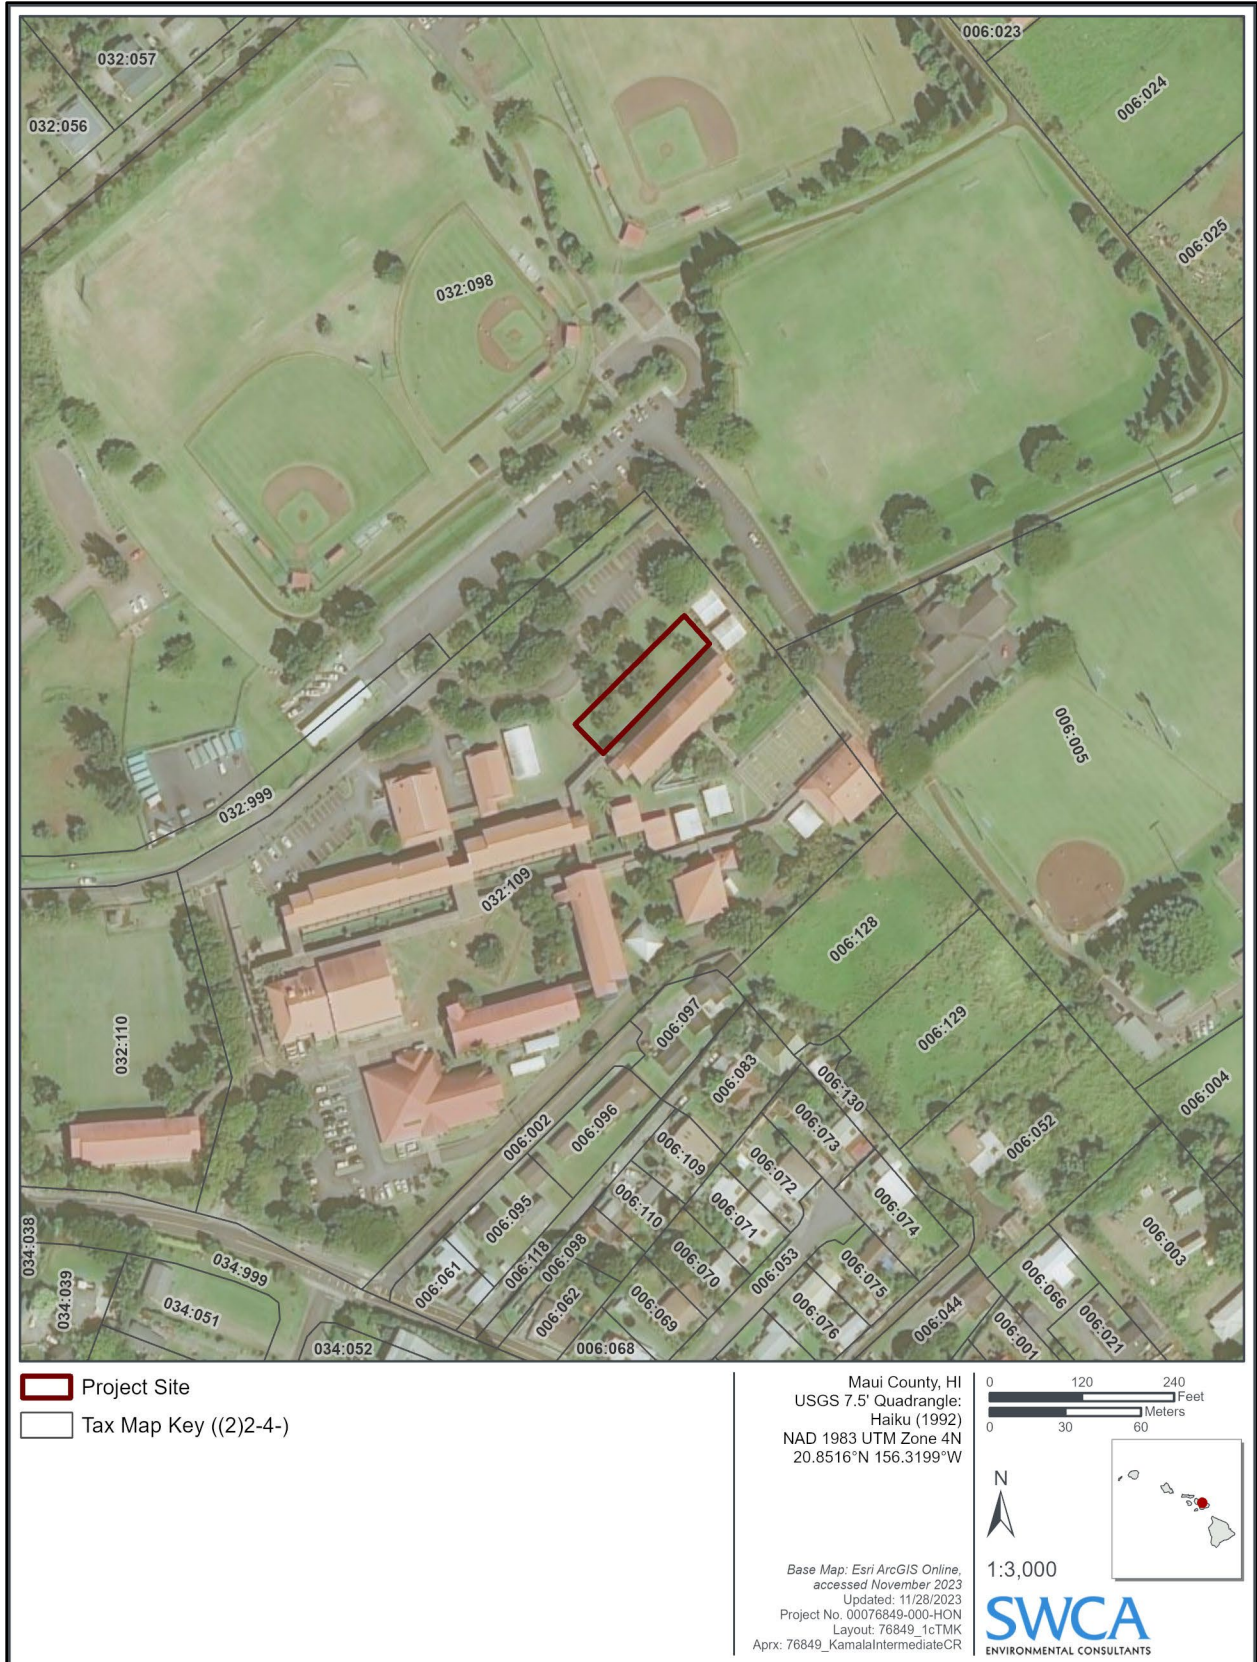 006:023
032:057
006:024
032:056
006:025
032:098
006:005
032:999
032:109
006:128
006:097
006:129
032:110
006:083
006:130
006:004
006:002
006:096
006:073
006:052
006:109
006:072
006:095
006:110
006:071
006:074
034:038
034:999
006:118
006:098
006:003
034:039
006:061
006:070
006:053
006:075
006:066
034:051
006:062
006:069
006:076
006:044
006:001
006:021
034:052
006:068
Project Site
Tax Map Key ((2)2-4-)
Maui County, HI
USGS 7.5' Quadrangle:
Haiku (1992)
NAD 1983 UTM Zone 4N
20.8516°N 156.3199°W
Base Map: Esri ArcGIS Online,
accessed November 2023
Updated: 11/28/2023
Project No. 00076849-000-HON
Layout: 76849_1cTMK
Aprx: 76849_KamalaIntermediateCR
0 120 240
Feet
Meters
0 30 60
N
1:3,000
SWCA
ENVIRONMENTAL CONSULTANTS